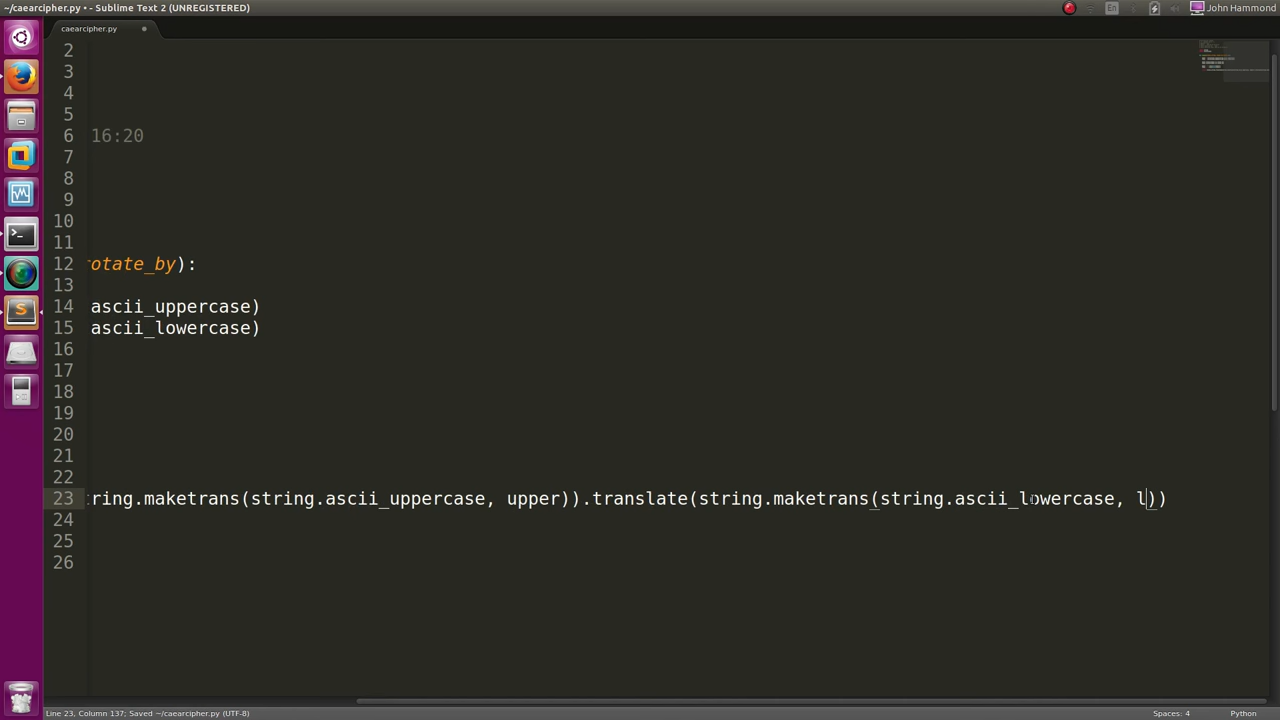 ~/caearcipher.py • - Sublime Text 2 (UNREGISTERED)
En
John Hammond
caearcipher.py
2
3
4
5
6 16:20
7
8
9
10
11
12 rotate_by):
13
14 ascii_uppercase)
15 ascii_lowercase)
16
17
18
19
20
21
22
23 tring.maketrans(string.ascii_uppercase, upper)).translate(string.maketrans(string.ascii_lowercase, l))
24
25
26
Line 23, Column 137; Saved ~/caearcipher.py (UTF-8)
Spaces: 4
Python